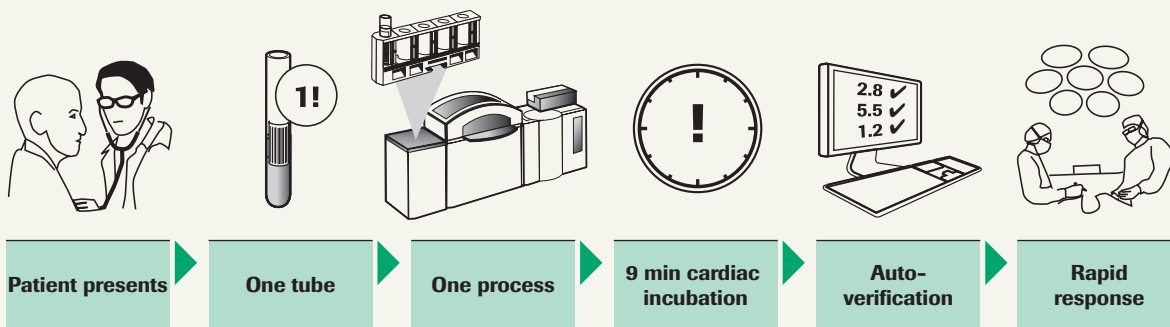 1!
!
2.8 ✔
5.5 ✔
1.2 ✔
Patient presents
One tube
One process
9 min cardiac
incubation
Auto-
verification
Rapid
response